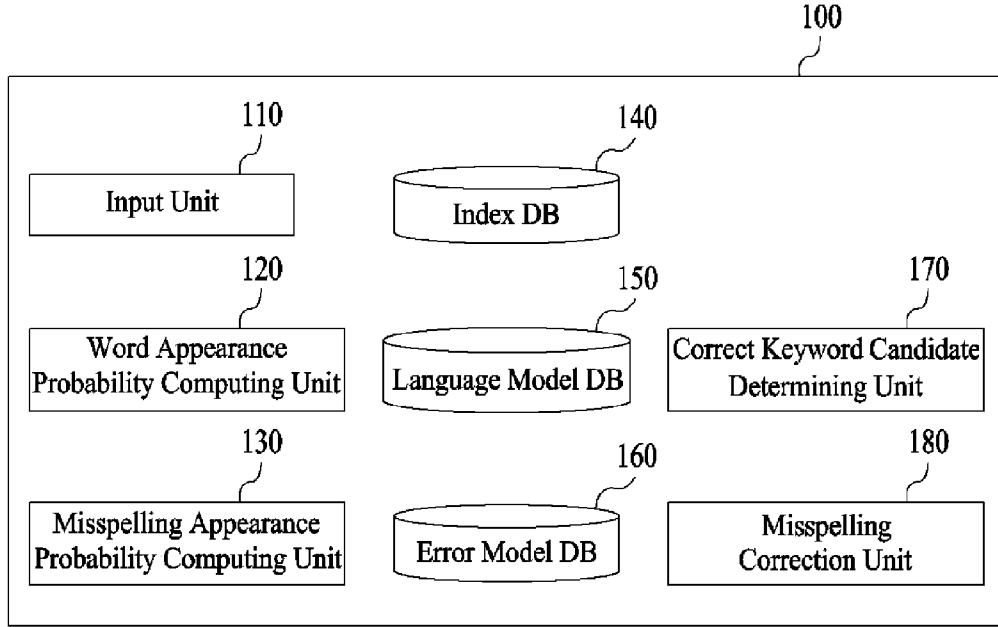 100
110
140
Input Unit
Index DB
120
150
170
Word Appearance
Probability Computing Unit
Language Model DB
Correct Keyword Candidate
Determining Unit
130
160
180
Misspelling Appearance
Probability Computing Unit
Error Model DB
Misspelling
Correction Unit